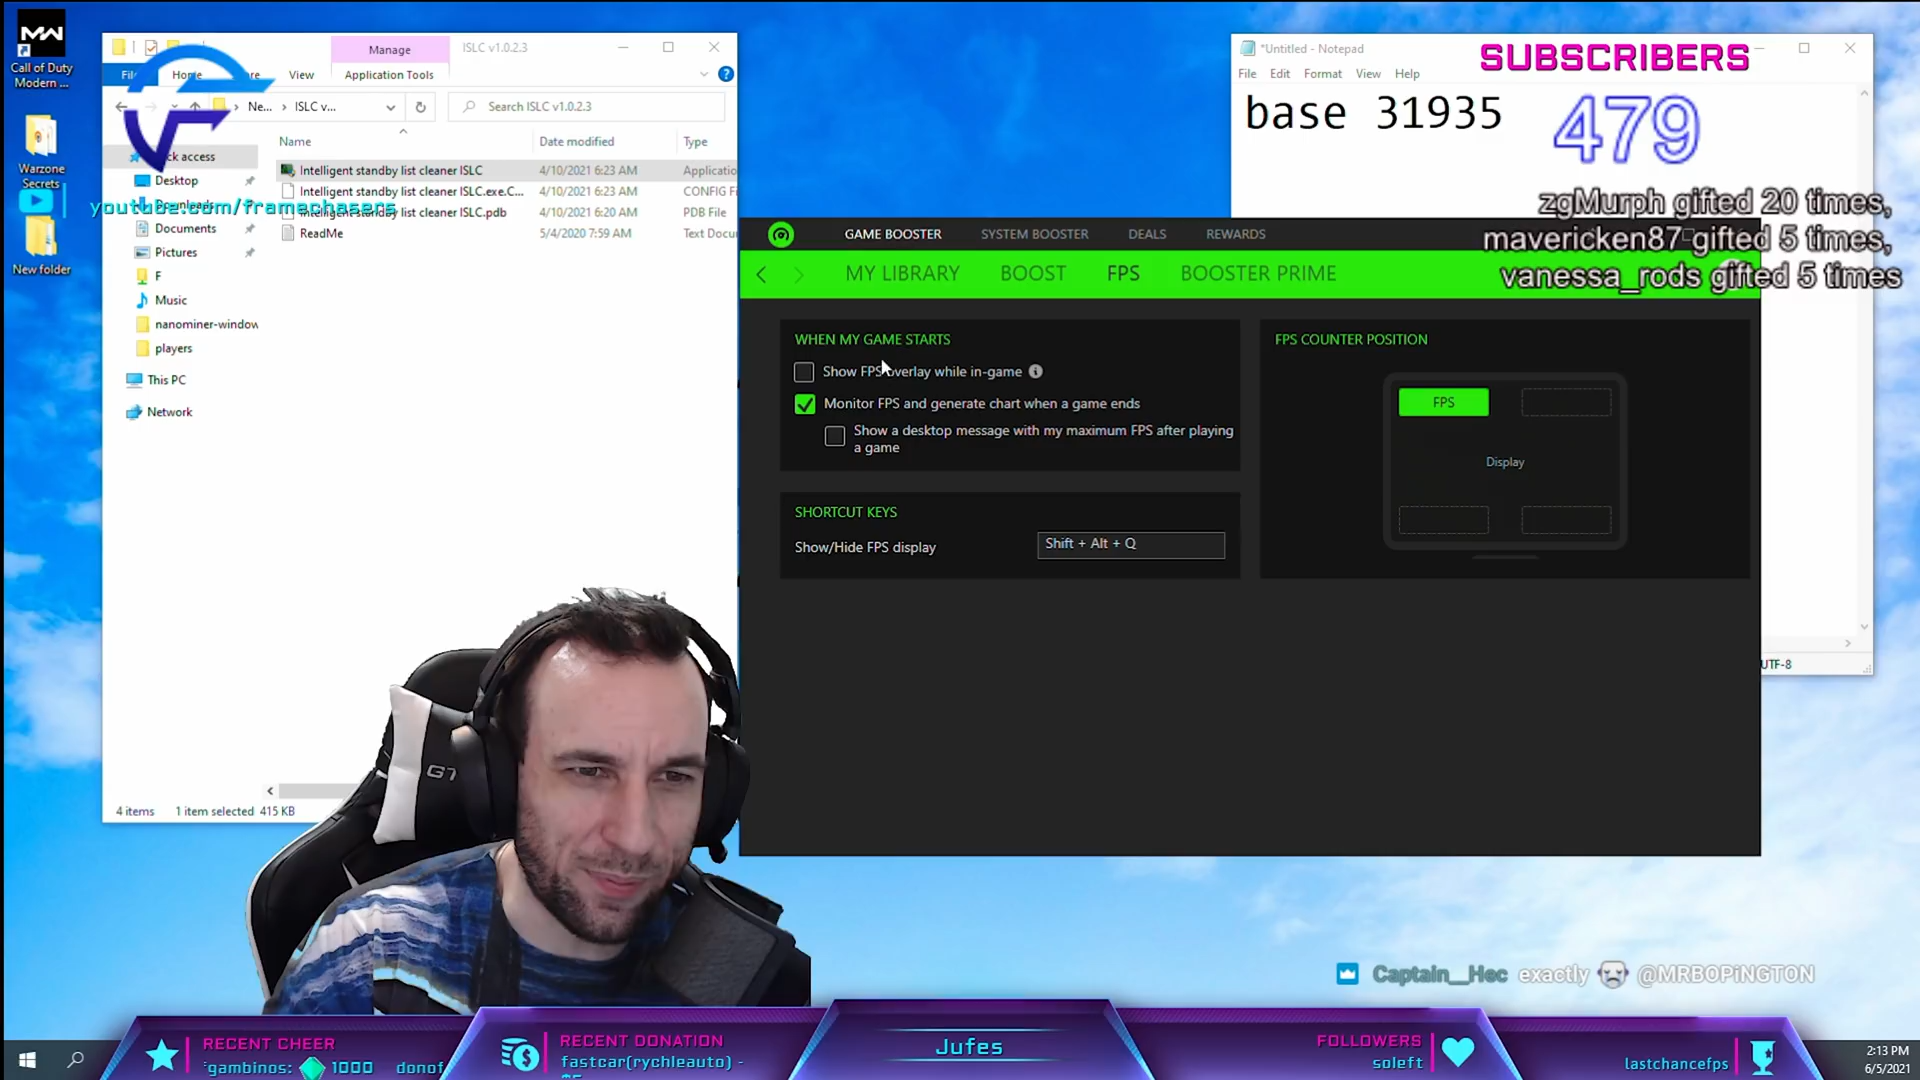 Call of Duty
Modern ...
Warzone
Secrets
New folder
Manage
ISLC v1.0.2.3
Home
View
Application Tools
Ne...
ISLC v...
Search ISLC v1.0.2.3
Name
Date modified
Type
Desktop
Documents
Pictures
F
Music
nanominer-window
players
This PC
Network
Intelligent standby list cleaner ISLC
4/10/2021 6:23 AM
Applicatio
Intelligent standby list cleaner ISLC.exe.C...
4/10/2021 6:23 AM
CONFIG Fi
youtube.com/framechasers
Intelligent standby list cleaner ISLC.pdb
4/10/2021 6:20 AM
PDB File
ReadMe
5/4/2020 7:59 AM
Text Docu
4 items
1 item selected 415 KB
*Untitled - Notepad
SUBSCRIBERS
File Edit Format View Help
base 31935
479
zgMurph gifted 20 times,
mavericken87 gifted 5 times,
vanessa_rods gifted 5 times
UTF-8
GAME BOOSTER
SYSTEM BOOSTER
DEALS
REWARDS
MY LIBRARY
BOOST
FPS
BOOSTER PRIME
WHEN MY GAME STARTS
Show FPS overlay while in-game
Monitor FPS and generate chart when a game ends
Show a desktop message with my maximum FPS after playing
a game
SHORTCUT KEYS
Show/Hide FPS display
Shift + Alt + Q
FPS COUNTER POSITION
FPS
Display
G7
Captain__Hec exactly @MRBOPiNGTON
RECENT CHEER
gambinos: 1000 donof
RECENT DONATION
fastcar(rychleauto) -
Jufes
FOLLOWERS
soleft
lastchancefps
2:13 PM
6/5/2021